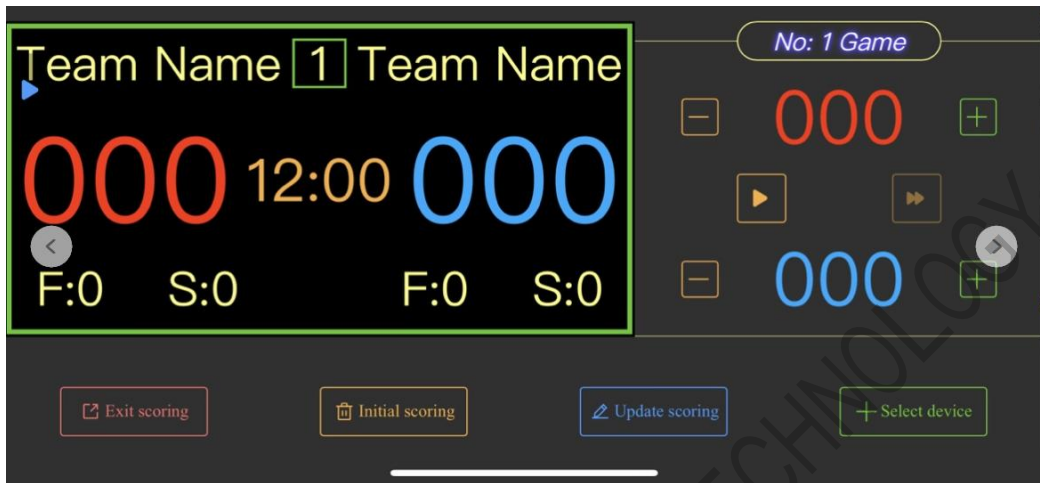 Team Name 1 Team Name
000 12:00 000
F:0 S:0 F:0 S:0
No: 1 Game
000
000
Exit scoring
Initial scoring
Update scoring
Select device
TECHNOLOGY